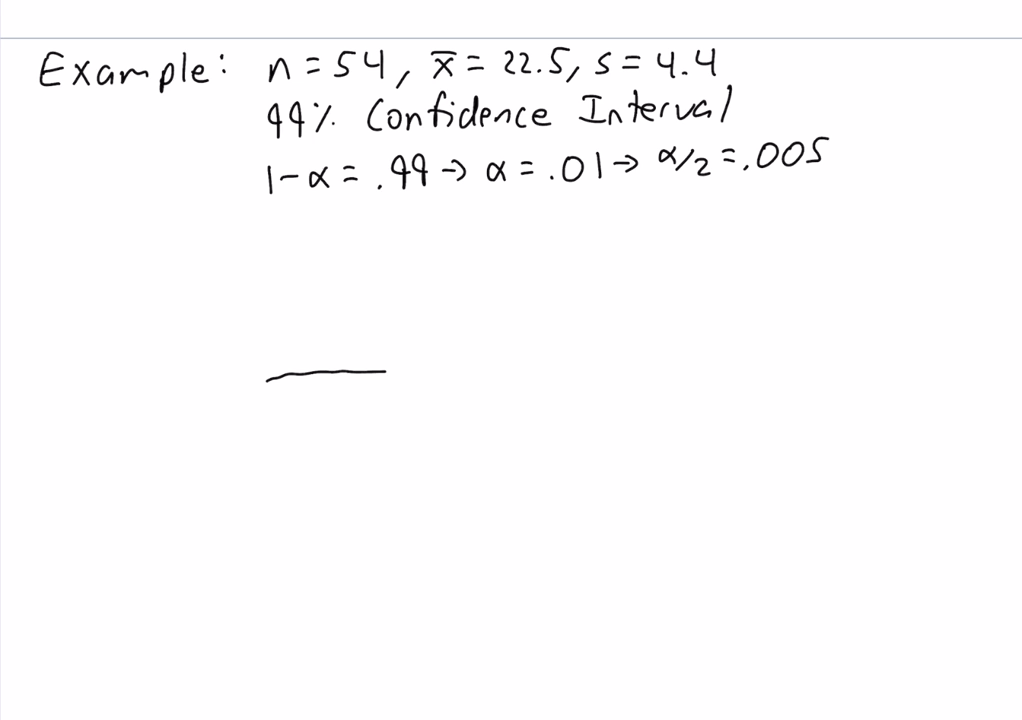 Example: n = 54, x̄ = 22.5, s = 4.4
99% Confidence Interval
1-α = .99 → α = .01 → α/2 = .005